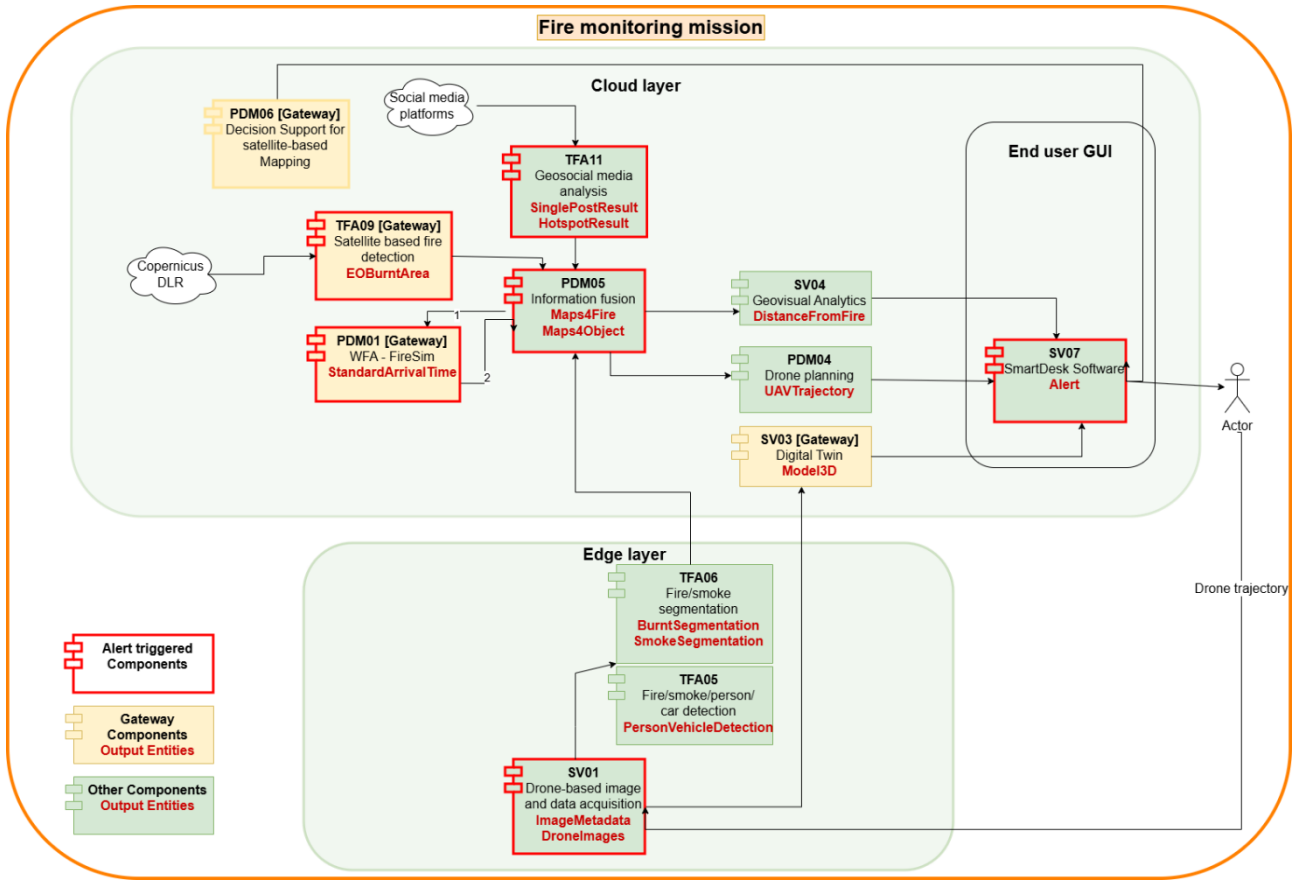 Fire monitoring mission
Cloud layer
Social media
platforms
PDM06 [Gateway]
Decision Support for
satellite-based
Mapping
TFA11
Geosocial media
analysis
SinglePostResult
HotspotResult
End user GUI
TFA09 [Gateway]
Satellite based fire
detection
EOBurntArea
Copernicus
DLR
PDM05
Information fusion
Maps4Fire
Maps4Object
SV04
Geovisual Analytics
DistanceFromFire
1
PDM01 [Gateway]
WFA - FireSim
StandardArrivalTime
2
PDM04
Drone planning
UAVTrajectory
SV07
SmartDesk Software
Alert
Actor
SV03 [Gateway]
Digital Twin
Model3D
Edge layer
TFA06
Fire/smoke
segmentation
BurntSegmentation
SmokeSegmentation
Drone trajectory
TFA05
Fire/smoke/person/
car detection
PersonVehicleDetection
SV01
Drone-based image
and data acquisition
ImageMetadata
DroneImages
Alert triggered
Components
Gateway
Components
Output Entities
Other Components
Output Entities